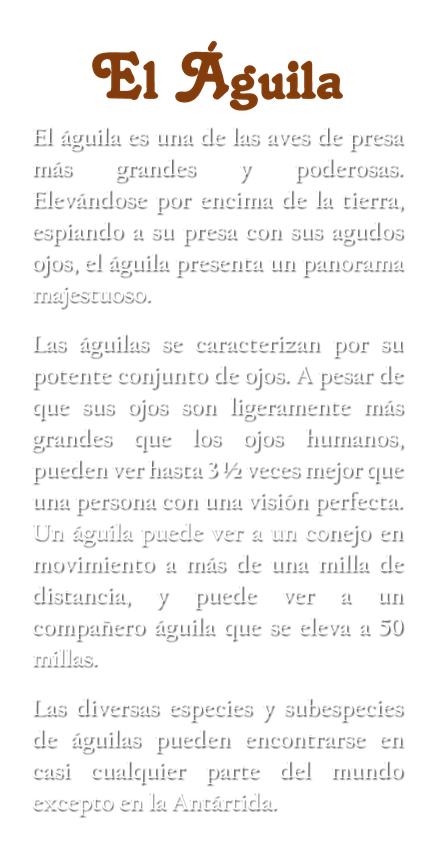 El Águila
El águila es una de las aves de presa
más grandes y poderosas.
Elevándose por encima de la tierra,
espiando a su presa con sus agudos
ojos, el águila presenta un panorama
majestuoso.
Las águilas se caracterizan por su
potente conjunto de ojos. A pesar de
que sus ojos son ligeramente más
grandes que los ojos humanos,
pueden ver hasta 3 ½ veces mejor que
una persona con una visión perfecta.
Un águila puede ver a un conejo en
movimiento a más de una milla de
distancia, y puede ver a un
compañero águila que se eleva a 50
millas.
Las diversas especies y subespecies
de águilas pueden encontrarse en
casi cualquier parte del mundo
excepto en la Antártida.